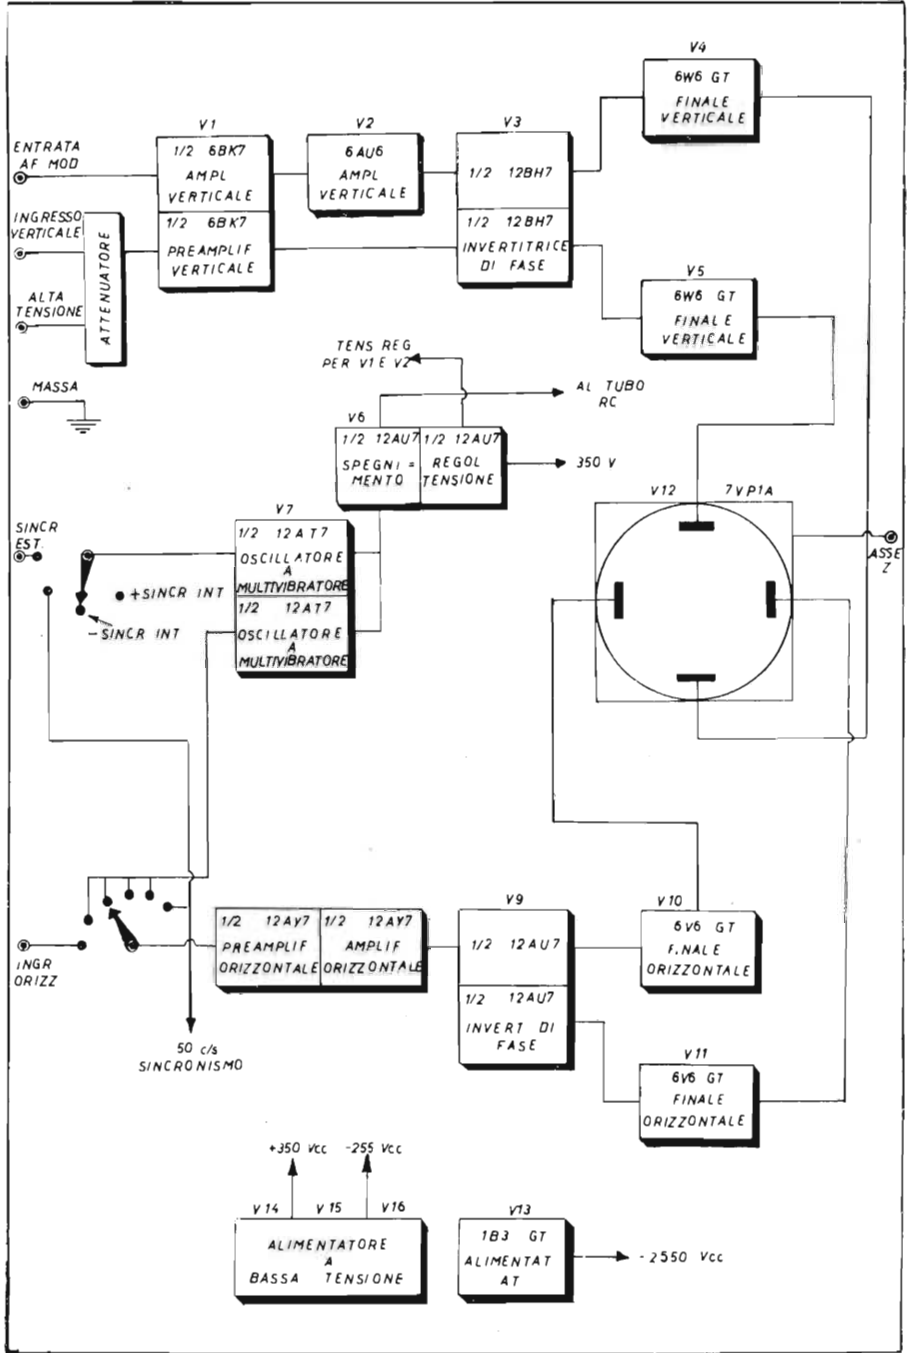 V4
6W6 GT
FINALE
VERTICALE
V1
V2
V3
ENTRATA
AF MOD
1/2 6BK7
AMPL
VERTICALE
6AU6
AMPL
VERTICALE
1/2 12BH7
INGRESSO
VERTICALE
1/2 6BK7
PREAMPLIF
VERTICALE
1/2 12BH7
INVERTITRICE
DI FASE
ATTENUATORE
ALTA
TENSIONE
V5
6W6 GT
FINALE
VERTICALE
TENS REG
PER V1 E V2
MASSA
AL TUBO
RC
V6
1/2 12AU7
SPEGNI =
MENTO
1/2 12AU7
REGOL
TENSIONE
350 V
V12 7VP1A
V7
SINCR
EST.
1/2 12AT7
OSCILLATORE
A
MULTIVIBRATORE
ASSE
Z
+SINCR INT
-SINCR INT
1/2 12AT7
OSCILLATORE
A
MULTIVIBRATORE
V9
V10
1/2 12AY7
PREAMPLIF
ORIZZONTALE
1/2 12AY7
AMPLIF
ORIZZONTALE
1/2 12AU7
6V6 GT
F.NALE
ORIZZONTALE
INGR
ORIZZ
1/2 12AU7
INVERT DI
FASE
50 c/s
SINCRONISMO
V11
6V6 GT
FINALE
ORIZZONTALE
+350 Vcc -255 Vcc
V14 V15 V16
ALIMENTATORE
A
BASSA TENSIONE
V13
1B3 GT
ALIMENTAT
AT
-2550 Vcc